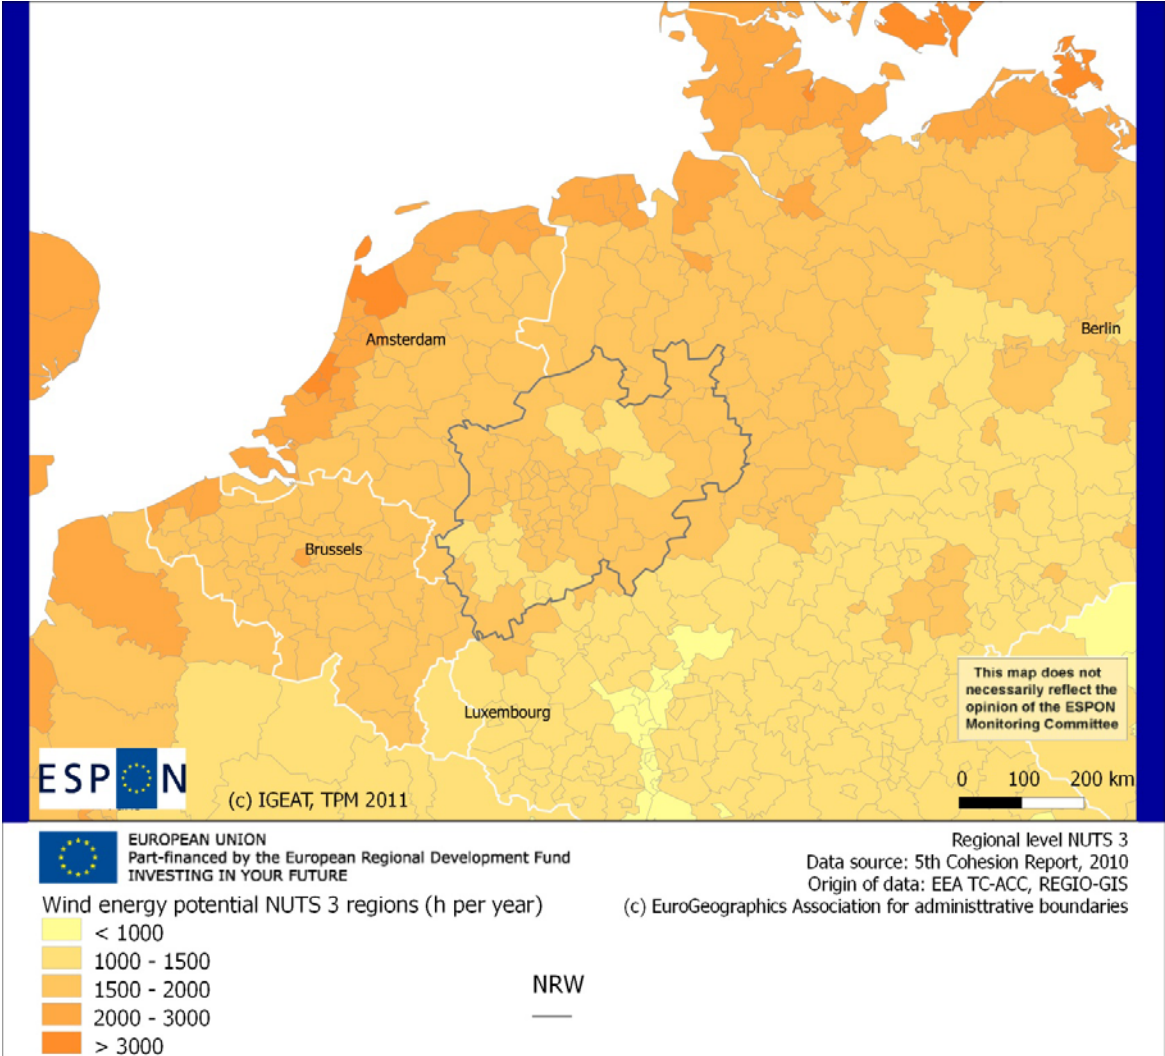 Berlin
Amsterdam
Brussels
Luxembourg
This map does not
necessarily reflect the
opinion of the ESPON
Monitoring Committee
ESPON
(c) IGEAT, TPM 2011
0 100 200 km
EUROPEAN UNION
Part-financed by the European Regional Development Fund
INVESTING IN YOUR FUTURE
Regional level NUTS 3
Data source: 5th Cohesion Report, 2010
Origin of data: EEA TC-ACC, REGIO-GIS
(c) EuroGeographics Association for administtrative boundaries
Wind energy potential NUTS 3 regions (h per year)
< 1000
1000 - 1500
1500 - 2000
2000 - 3000
> 3000
NRW